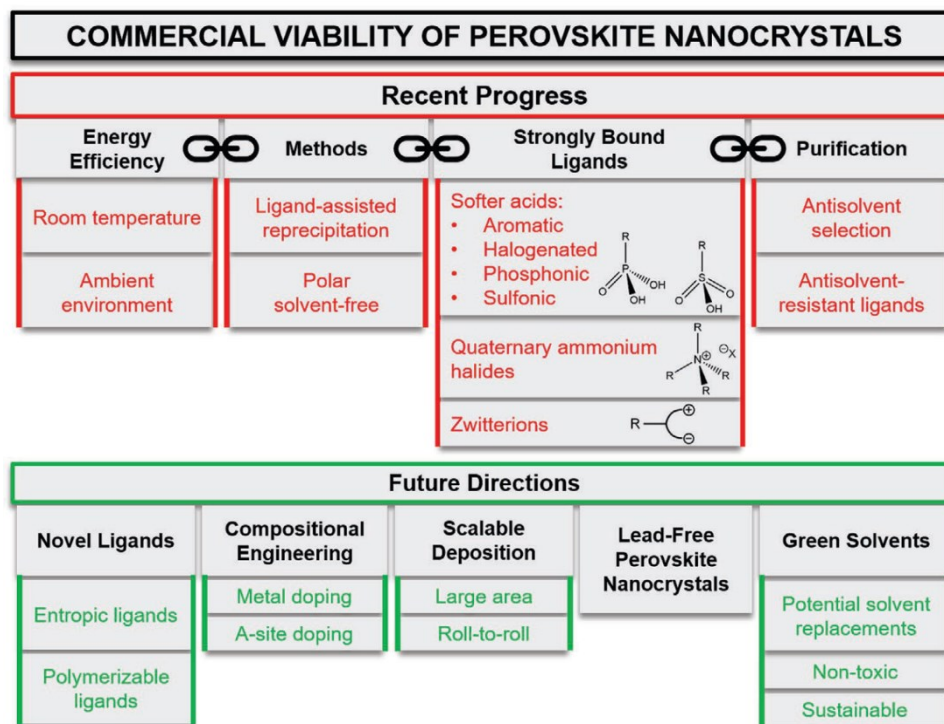 COMMERCIAL VIABILITY OF PEROVSKITE NANOCRYSTALS
Recent Progress
Energy
Efficiency
Methods
Strongly Bound
Ligands
Purification
Room temperature
Ambient
environment
Ligand-assisted
reprecipitation
Polar
solvent-free
Softer acids:
• Aromatic
• Halogenated
• Phosphonic
• Sulfonic
R
P
O
OH
OH
R
S
O
O
OH
Quaternary ammonium
halides
R
⊖X
N⊕
R
R
R
Zwitterions
R
⊕
⊖
Antisolvent
selection
Antisolvent-
resistant ligands
Future Directions
Novel Ligands
Compositional
Engineering
Scalable
Deposition
Lead-Free
Perovskite
Nanocrystals
Green Solvents
Entropic ligands
Polymerizable
ligands
Metal doping
A-site doping
Large area
Roll-to-roll
Potential solvent
replacements
Non-toxic
Sustainable